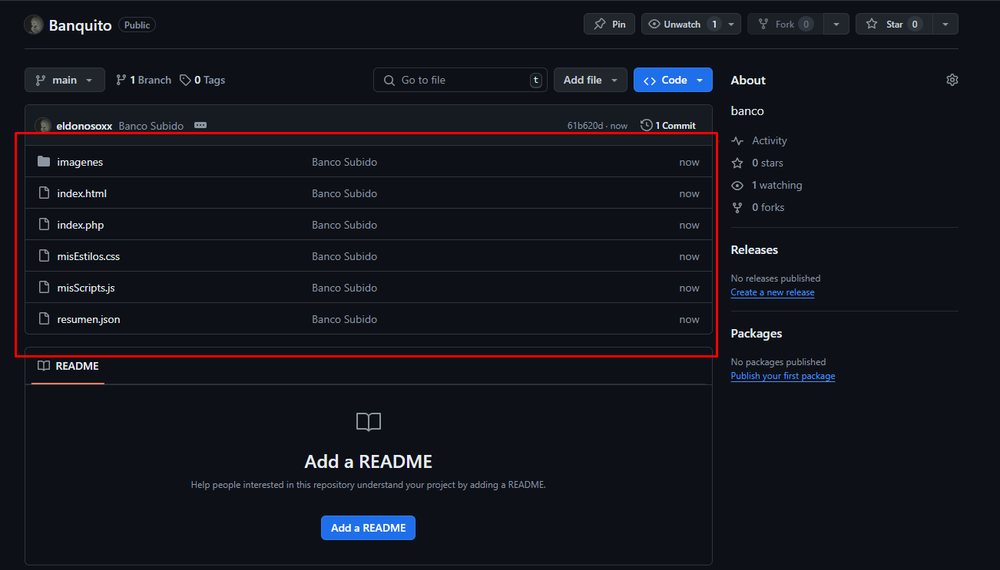 Banquito Public Pin Unwatch 1 Fork 0 Star 0
main 1 Branch 0 Tags Go to file t Add file Code
eldonosoxx Banco Subido 61b620d · now 1 Commit
imagenes Banco Subido now
index.html Banco Subido now
index.php Banco Subido now
misEstilos.css Banco Subido now
misScripts.js Banco Subido now
resumen.json Banco Subido now
README
Add a README
Help people interested in this repository understand your project by adding a README.
Add a README
About
banco
Activity
0 stars
1 watching
0 forks
Releases
No releases published
Create a new release
Packages
No packages published
Publish your first package